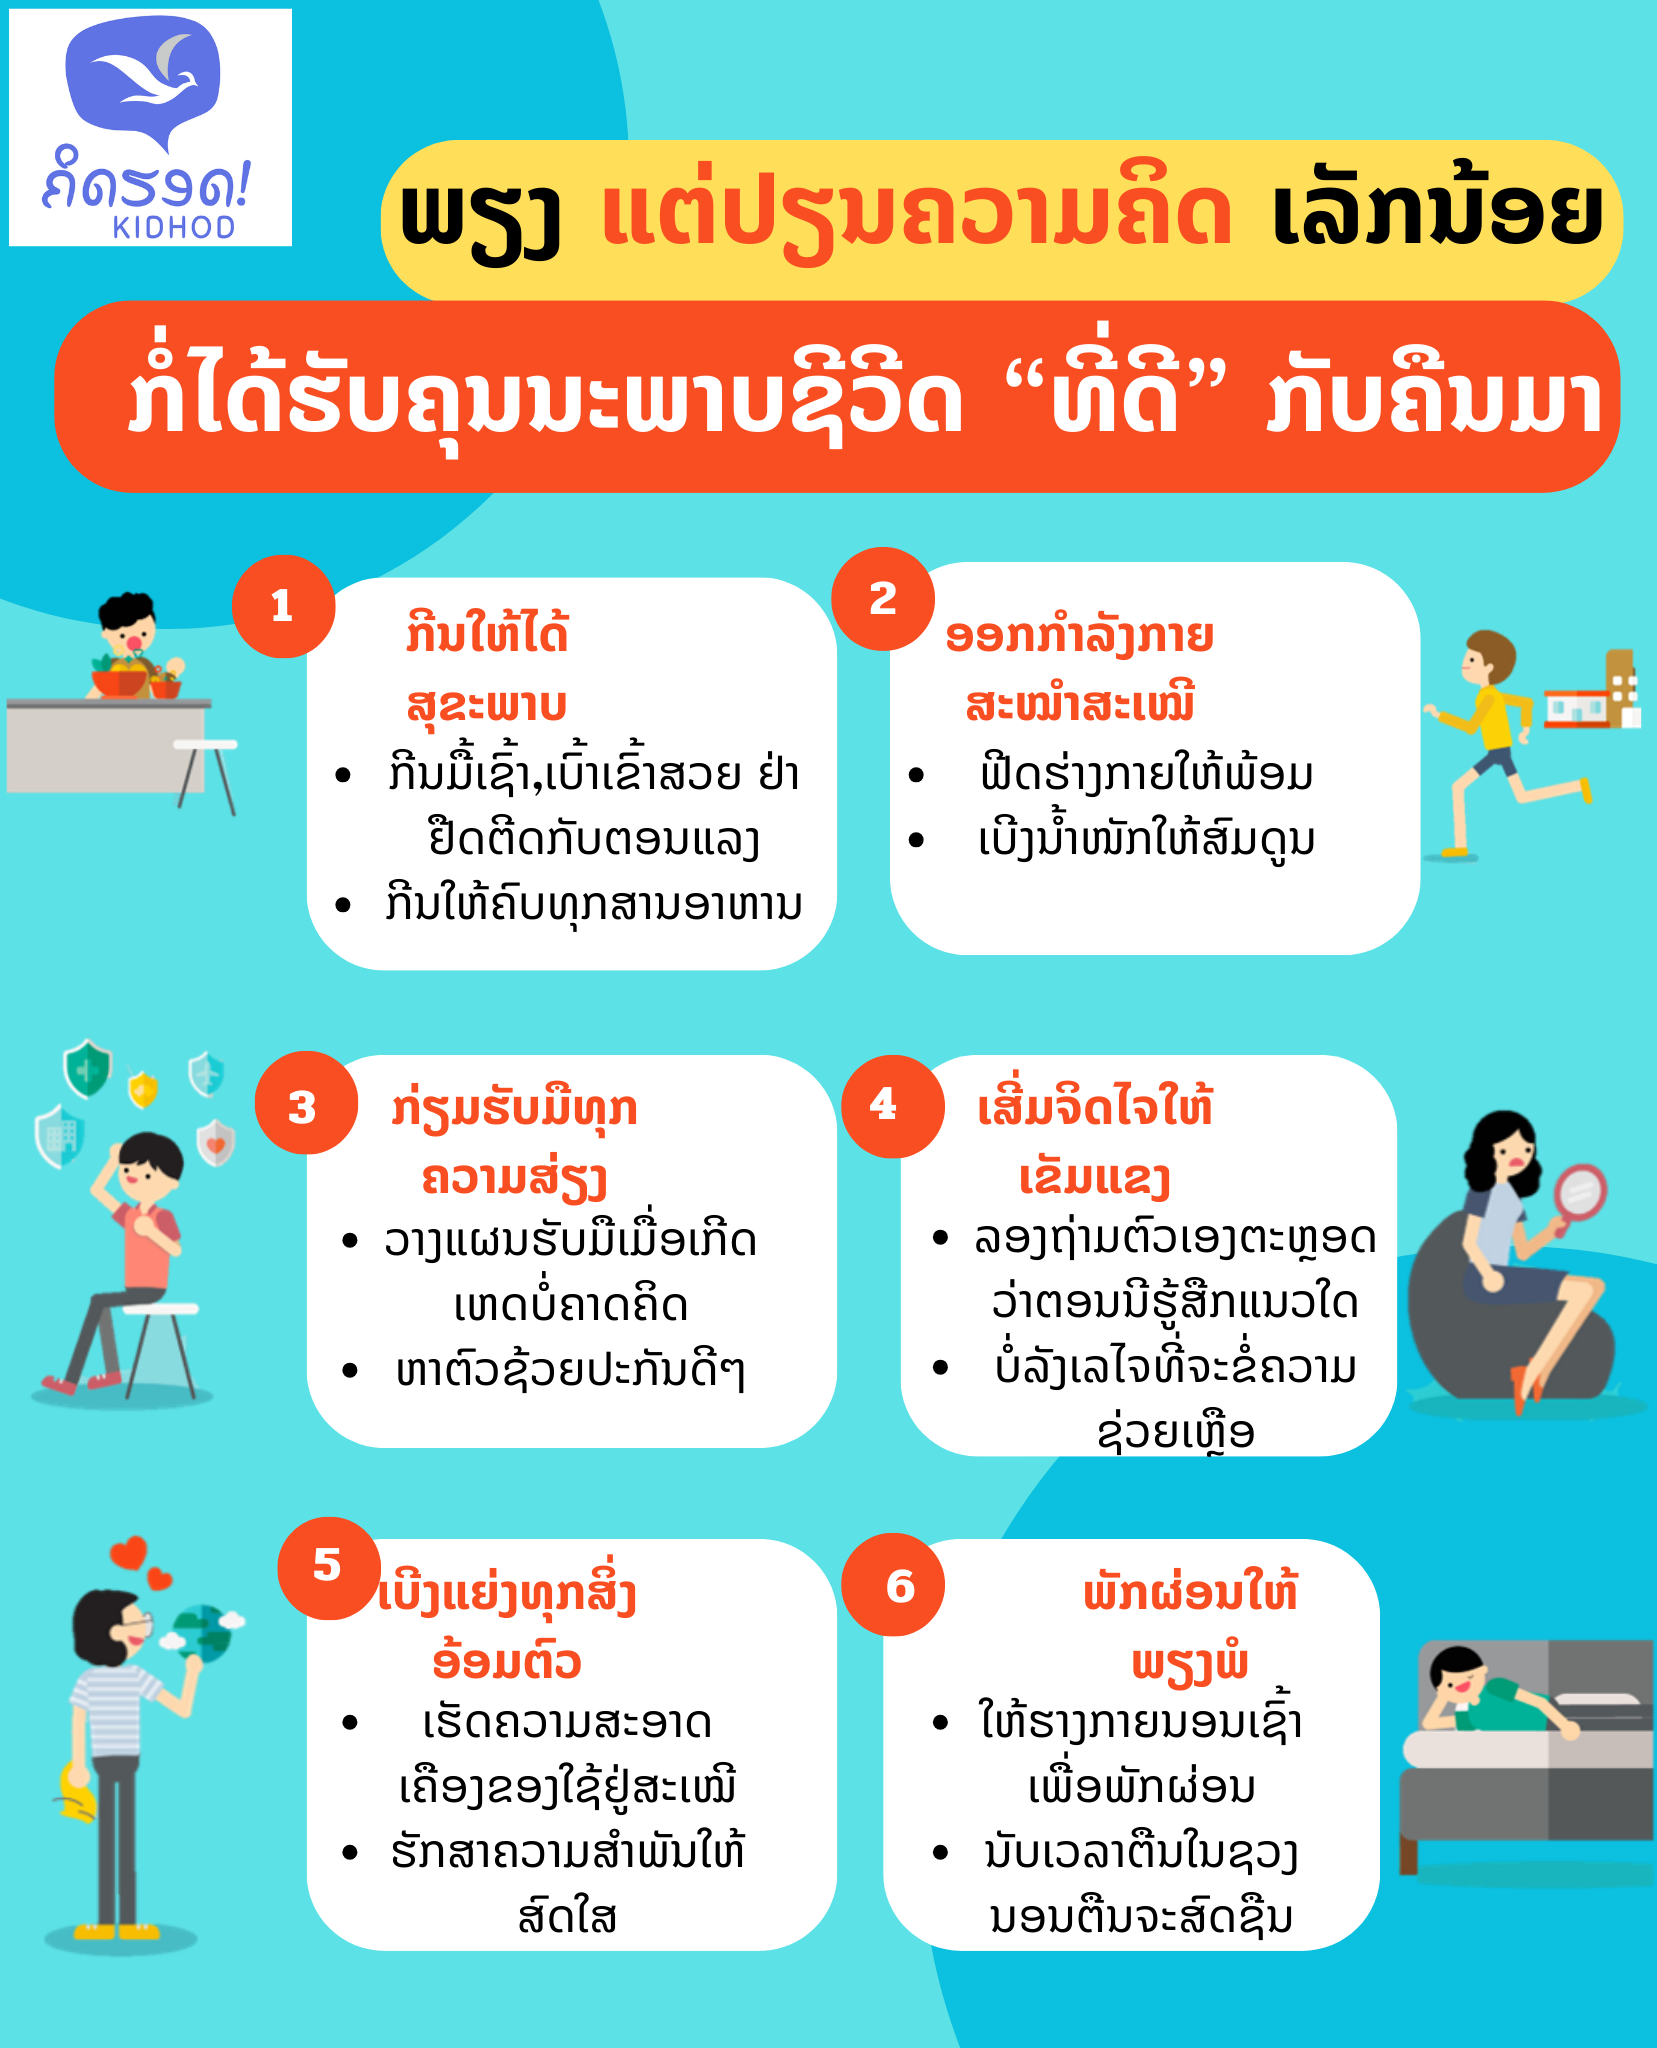 ຄິດຮອດ!
KIDHOD
ພຽງ ແຕ່ປຽນຄວາມຄິດ ເລັກນ້ອຍ
ກໍ່ໄດ້ຮັບຄຸນນະພາບຊີວີດ “ທີ່ດີ” ກັບຄືນມາ
1
ກີນໃຫ້ໄດ້
ສຸຂະພາບ
• ກີນມື້ເຊົ້າ,ເບົ້າເຂົ້າສວຍ ຢ່າ
ຢືດຕິດກັບຕອນແລງ
• ກີນໃຫ້ຄົບທຸກສານອາຫານ
2
ອອກກຳລັງກາຍ
ສະໝຳສະເໝີ
• ຟີດຮ່າງກາຍໃຫ້ພ້ອມ
• ເບີ່ງນ້ຳໜັກໃຫ້ສົມດູນ
3
ກ່ຽມຮັບມືທຸກ
ຄວາມສ່ຽງ
• ວາງແຜນຮັບມືເມື່ອເກີດ
ເຫດບໍ່ຄາດຄິດ
• ຫາຕົວຊ້ວຍປະກັນດີໆ
4
ເສີ່ມຈິດໄຈໃຫ້
ເຂັມແຂງ
• ລອງຖ່າມຕົວເອງຕະຫຼອດ
ວ່າຕອນນີຮູ້ສືກແນວໃດ
• ບໍ່ລັງເລໄຈທີ່ຈະຂໍ່ຄວາມ
ຊ່ວຍເຫຼືອ
5
ເບີງແຍ່ງທຸກສິ່ງ
ອ້ອມຕົວ
• ເຮັດຄວາມສະອາດ
ເຄືອງຂອງໃຊ້ຢູ່ສະເໝີ
• ຮັກສາຄວາມສຳພັນໃຫ້
ສົດໃສ
6
ພັກຜ່ອນໃຫ້
ພຽງພໍ
• ໃຫ້ຮາງກາຍນອນເຊົ້າ
ເພື່ອພັກຜ່ອນ
• ນັບເວລາຕືນໃນຊວງ
ນອນຕືນຈະສົດຊືນ